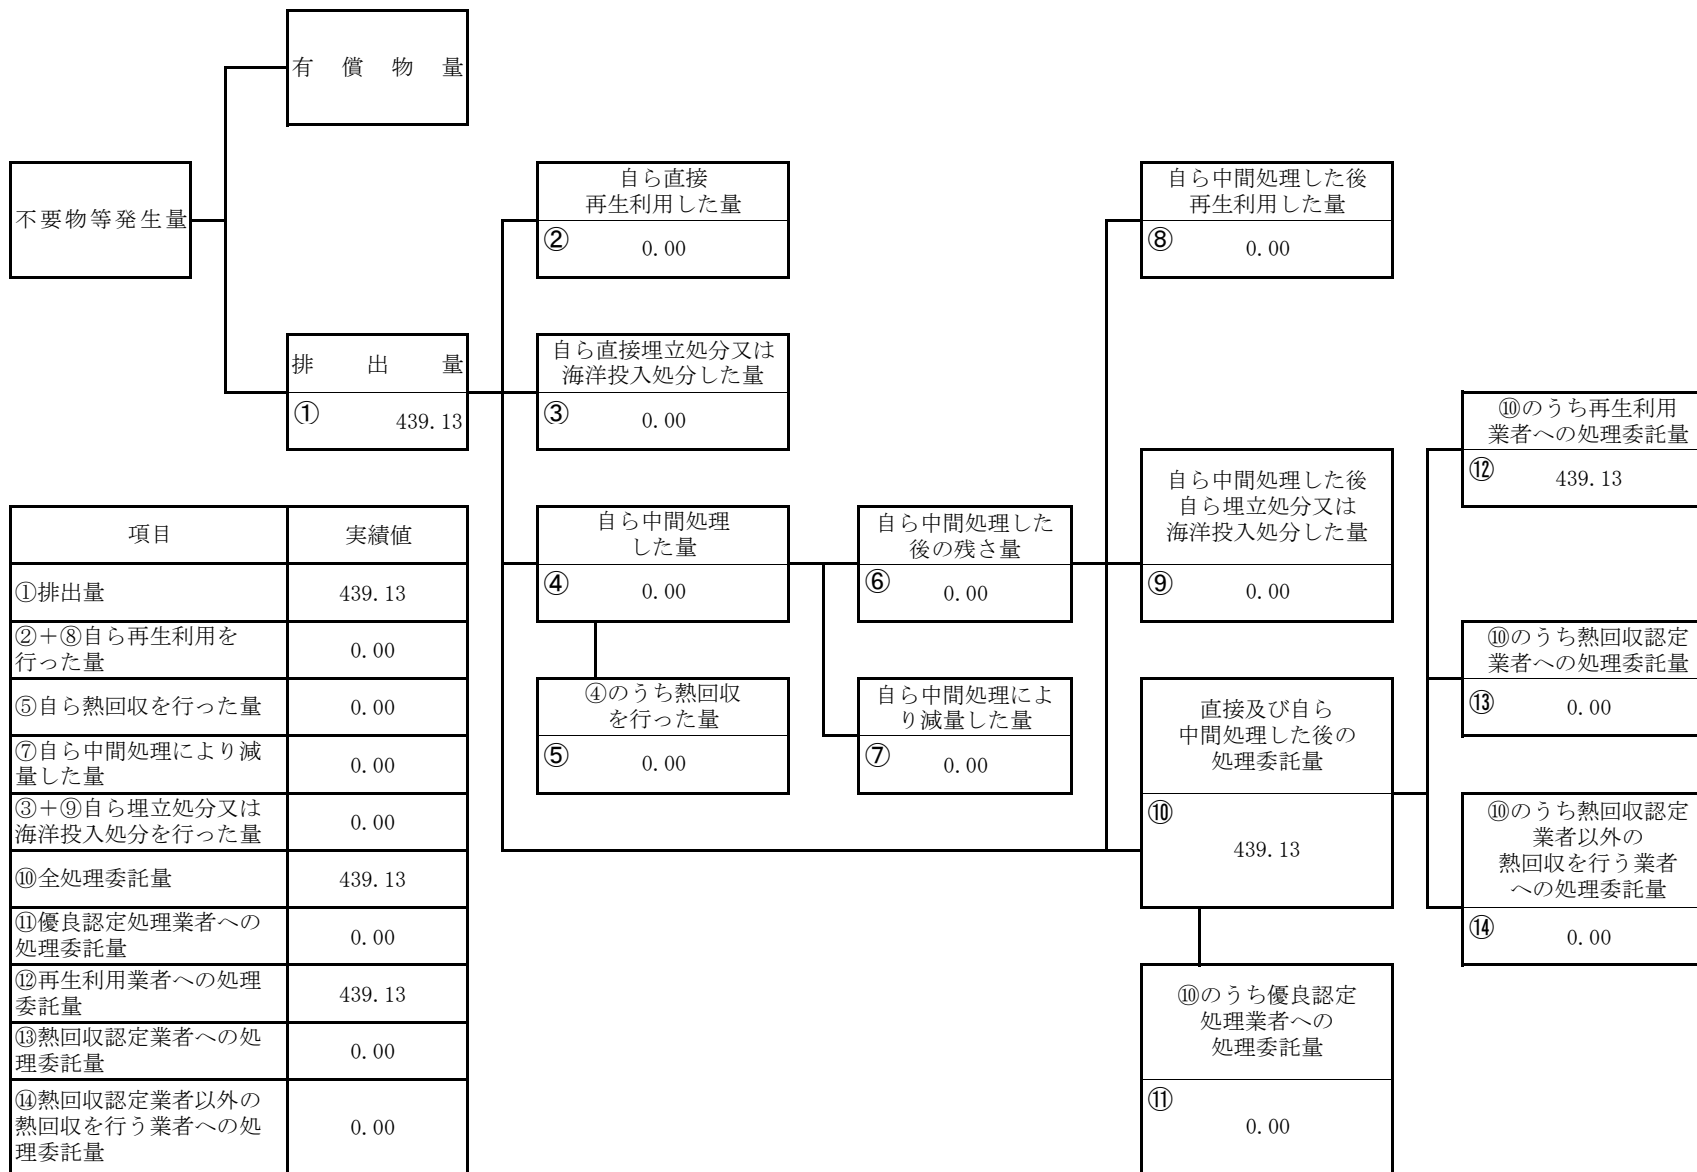 有償物量
不要物等発生量
排出量
① 439.13
自ら直接
再生利用した量
② 0.00
自ら直接埋立処分又は
海洋投入処分した量
③ 0.00
自ら中間処理
した量
④ 0.00
④のうち熱回収
を行った量
⑤ 0.00
自ら中間処理した
後の残さ量
⑥ 0.00
自ら中間処理によ
り減量した量
⑦ 0.00
自ら中間処理した後
再生利用した量
⑧ 0.00
自ら中間処理した後
自ら埋立処分又は
海洋投入処分した量
⑨ 0.00
直接及び自ら
中間処理した後の
処理委託量
⑩
439.13
⑩のうち優良認定
処理業者への
処理委託量
⑪
0.00
⑩のうち再生利用
業者への処理委託量
⑫ 439.13
⑩のうち熱回収認定
業者への処理委託量
⑬ 0.00
⑩のうち熱回収認定
業者以外の
熱回収を行う業者
への処理委託量
⑭ 0.00
項目 実績値
①排出量 439.13
②＋⑧自ら再生利用を
行った量 0.00
⑤自ら熱回収を行った量 0.00
⑦自ら中間処理により減
量した量 0.00
③＋⑨自ら埋立処分又は
海洋投入処分を行った量 0.00
⑩全処理委託量 439.13
⑪優良認定処理業者への
処理委託量 0.00
⑫再生利用業者への処理
委託量 439.13
⑬熱回収認定業者への処
理委託量 0.00
⑭熱回収認定業者以外の
熱回収を行う業者への処
理委託量 0.00